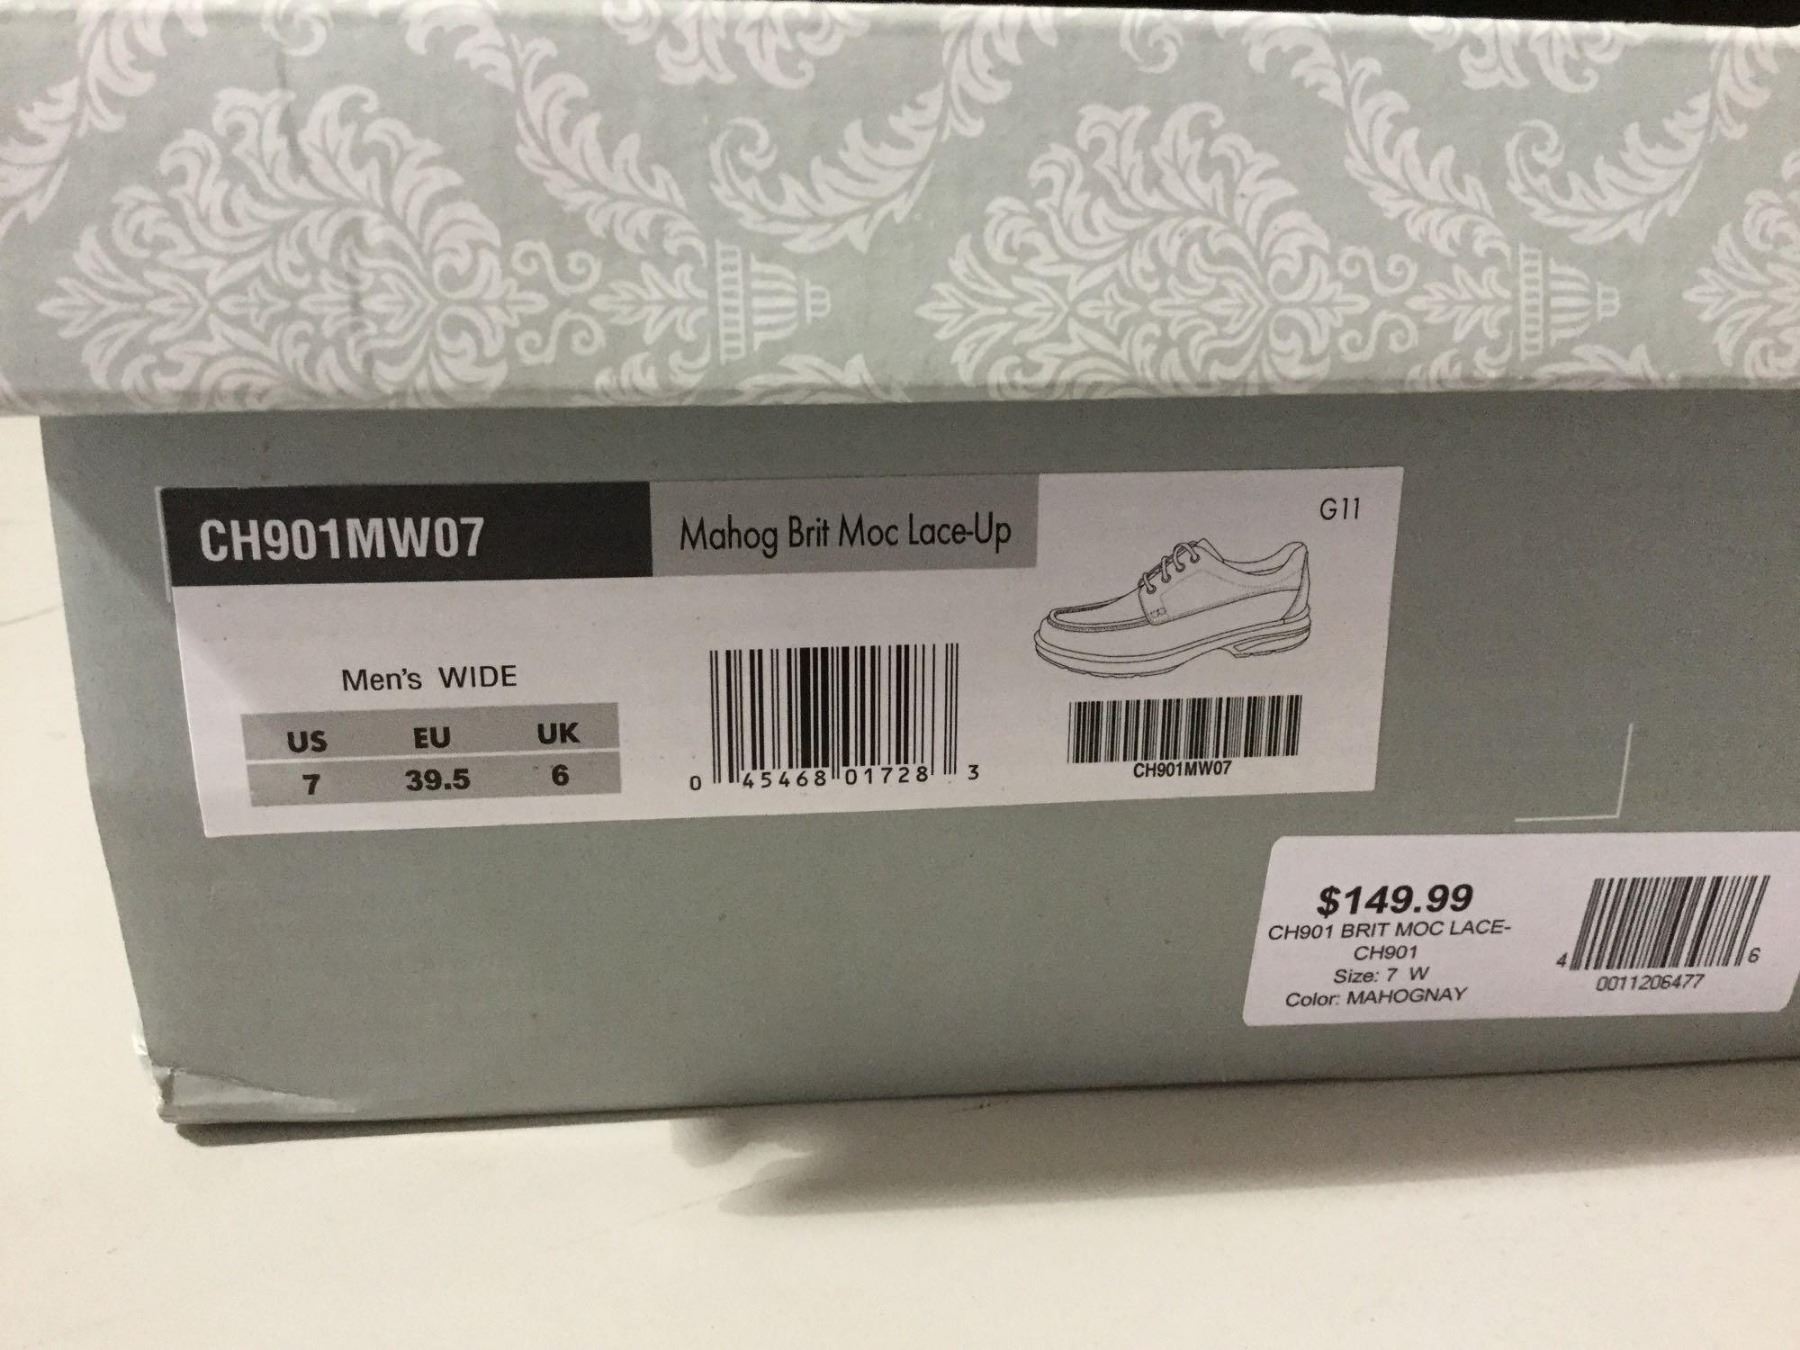 CH901MW07
Mahog Brit Moc Lace-Up
G11
Men's WIDE
US EU UK
7 39.5 6
0 45468 01728 3
CH901MW07
$149.99
CH901 BRIT MOC LACE-
CH901
Size: 7 W
Color: MAHOGNAY
4 0011206477 6